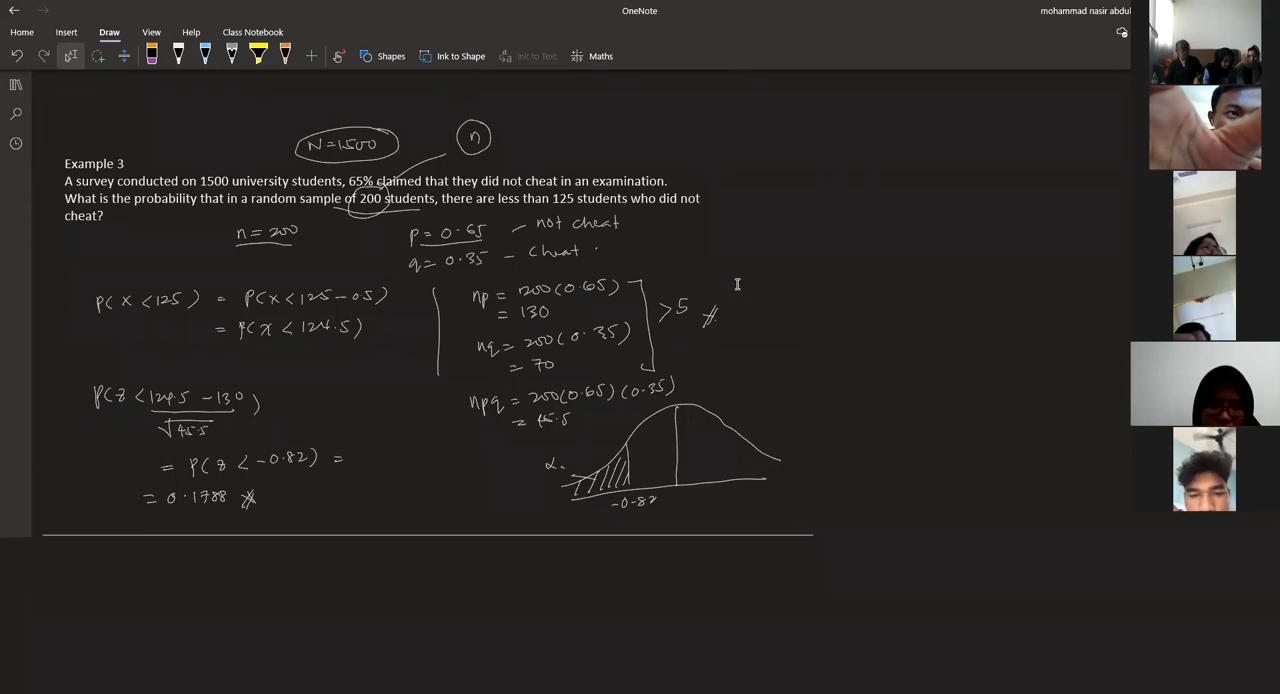 OneNote
mohammad nasir abdul
Home Insert Draw View Help Class Notebook
Shapes Ink to Shape Ink to Text Maths
N=1500
n
Example 3
A survey conducted on 1500 university students, 65% claimed that they did not cheat in an examination.
What is the probability that in a random sample of 200 students, there are less than 125 students who did not
cheat?
n = 200
p = 0.65 - not cheat
q = 0.35 - cheat
P(X < 125) = P(X < 125 - 0.5)
= P(X < 124.5)
np = 200(0.65)
= 130
nq = 200(0.35)
= 70
> 5
P(Z < 124.5 - 130 / √45.5)
npq = 200(0.65)(0.35)
= 45.5
= P(Z < -0.82) =
= 0.1788
α
-0.82